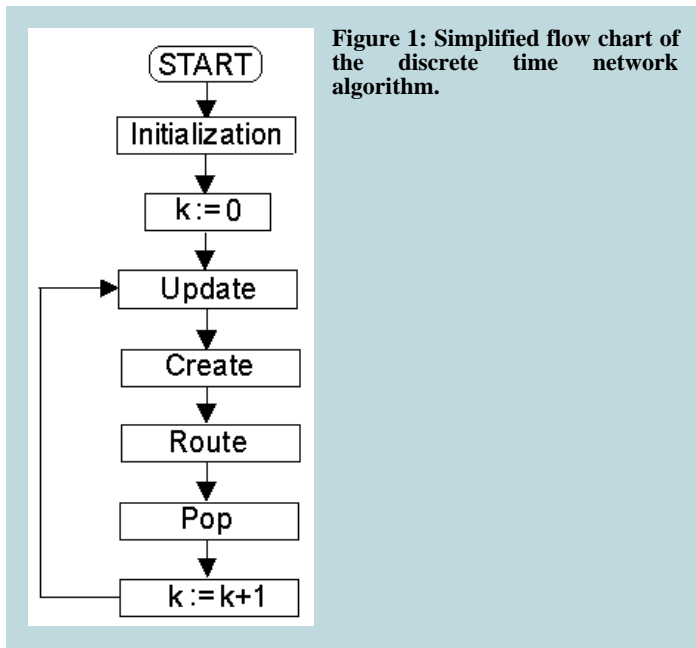 START
Initialization
k:=0
Update
Create
Route
Pop
k:=k+1
Figure 1: Simplified flow chart of
the discrete time network
algorithm.